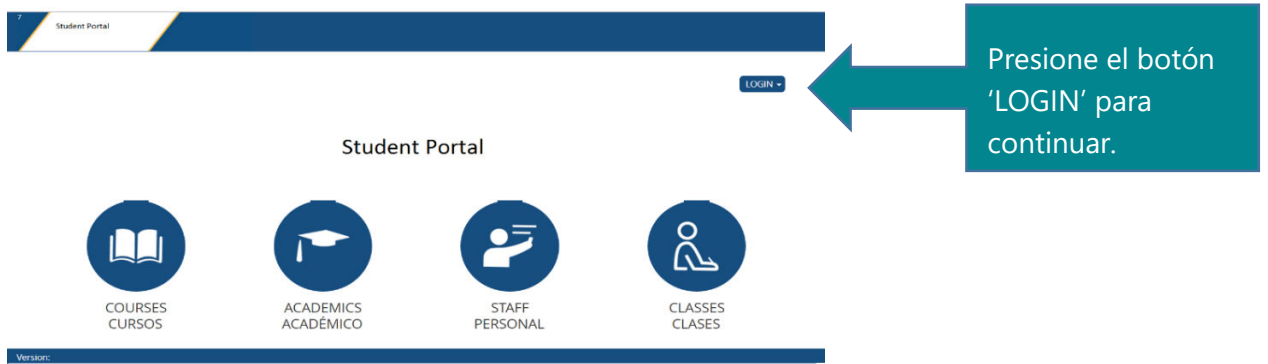 7
Student Portal
LOGIN
Presione el botón
‘LOGIN’ para
continuar.
Student Portal
COURSES
CURSOS
ACADEMICS
ACADÉMICO
STAFF
PERSONAL
CLASSES
CLASES
Version: